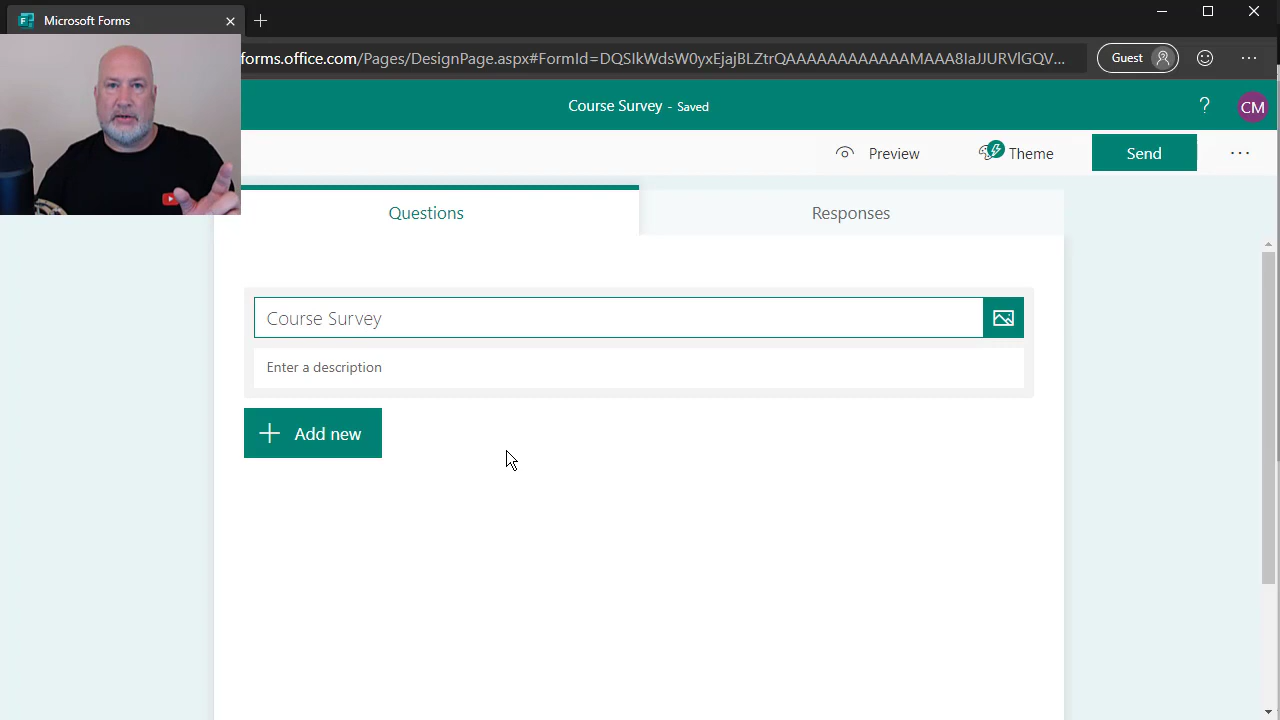 Microsoft Forms
forms.office.com/Pages/DesignPage.aspx#FormId=DQSIkWdsW0yxEjajBLZtrQAAAAAAAAAAAAMAAA8IaJJURVlGQV...
Guest
Course Survey - Saved
?
CM
Preview
Theme
Send
Questions
Responses
Course Survey
Enter a description
Add new